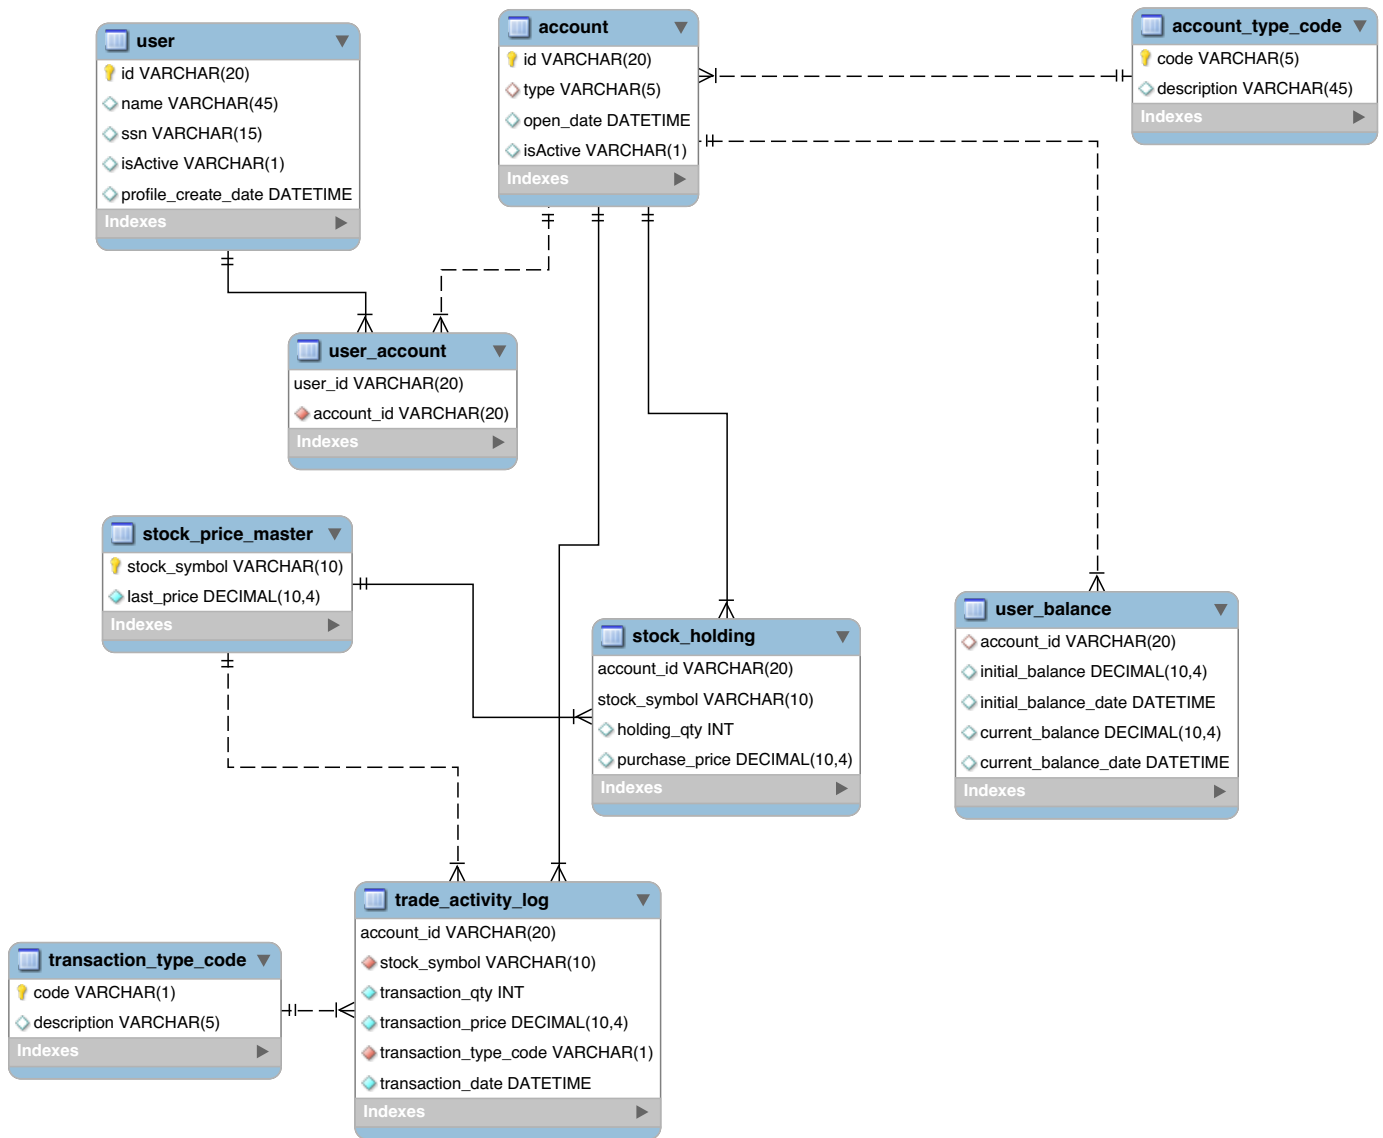 user
id VARCHAR(20)
name VARCHAR(45)
ssn VARCHAR(15)
isActive VARCHAR(1)
profile_create_date DATETIME
Indexes
account
id VARCHAR(20)
type VARCHAR(5)
open_date DATETIME
isActive VARCHAR(1)
Indexes
account_type_code
code VARCHAR(5)
description VARCHAR(45)
Indexes
user_account
user_id VARCHAR(20)
account_id VARCHAR(20)
Indexes
stock_price_master
stock_symbol VARCHAR(10)
last_price DECIMAL(10,4)
Indexes
stock_holding
account_id VARCHAR(20)
stock_symbol VARCHAR(10)
holding_qty INT
purchase_price DECIMAL(10,4)
Indexes
user_balance
account_id VARCHAR(20)
initial_balance DECIMAL(10,4)
initial_balance_date DATETIME
current_balance DECIMAL(10,4)
current_balance_date DATETIME
Indexes
trade_activity_log
account_id VARCHAR(20)
stock_symbol VARCHAR(10)
transaction_qty INT
transaction_price DECIMAL(10,4)
transaction_type_code VARCHAR(1)
transaction_date DATETIME
Indexes
transaction_type_code
code VARCHAR(1)
description VARCHAR(5)
Indexes